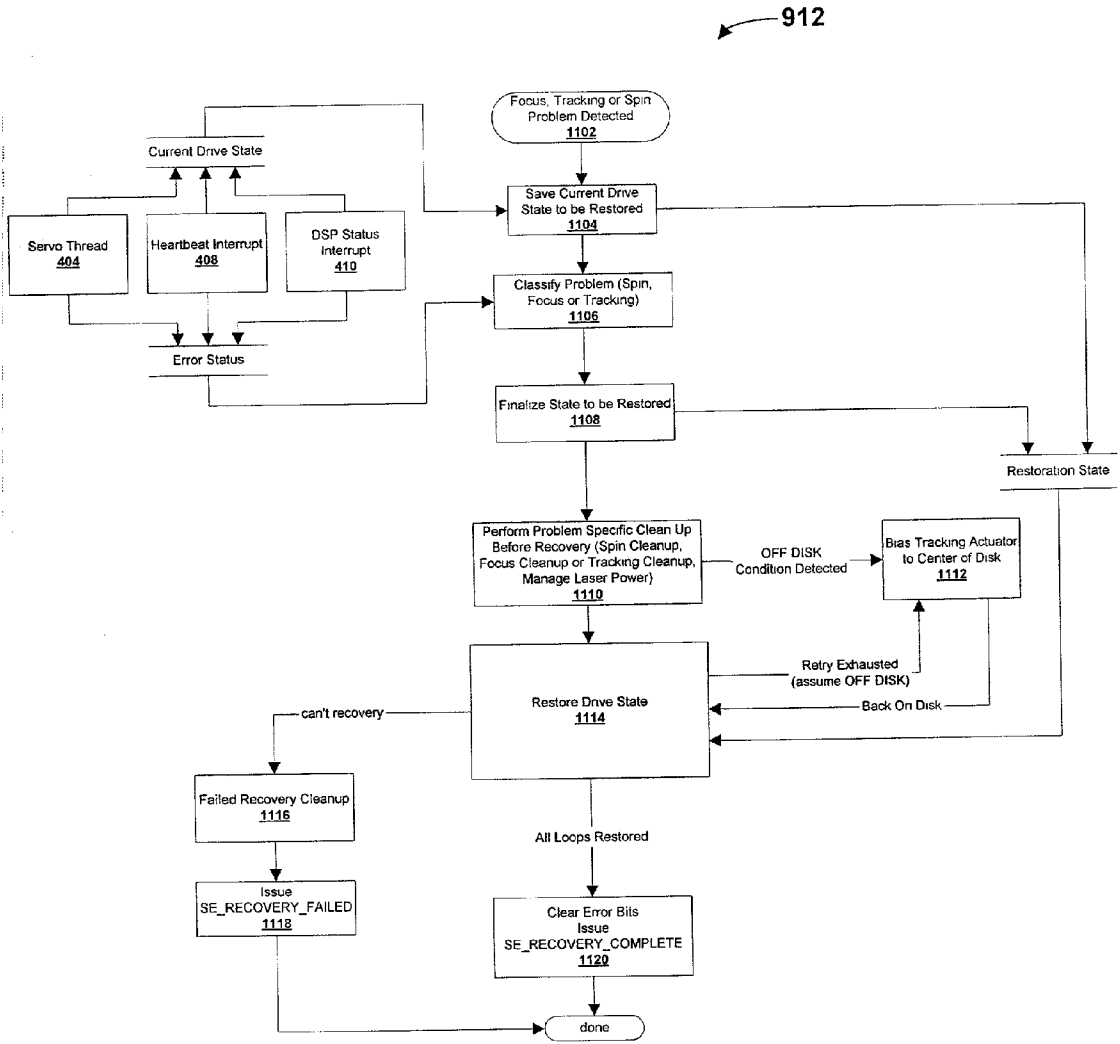 912
Focus, Tracking or Spin
Problem Detected
1102
Current Drive State
Save Current Drive
State to be Restored
1104
Servo Thread
404
Heartbeat Interrupt
408
DSP Status
Interrupt
410
Classify Problem (Spin,
Focus or Tracking)
1106
Error Status
Finalize State to be Restored
1108
Restoration State
Perform Problem Specific Clean Up
Before Recovery (Spin Cleanup,
Focus Cleanup or Tracking Cleanup,
Manage Laser Power)
1110
OFF DISK
Condition Detected
Bias Tracking Actuator
to Center of Disk
1112
Restore Drive State
1114
Retry Exhausted
(assume OFF DISK)
Back On Disk
can't recovery
Failed Recovery Cleanup
1116
All Loops Restored
Issue
SE_RECOVERY_FAILED
1118
Clear Error Bits
Issue
SE_RECOVERY_COMPLETE
1120
done